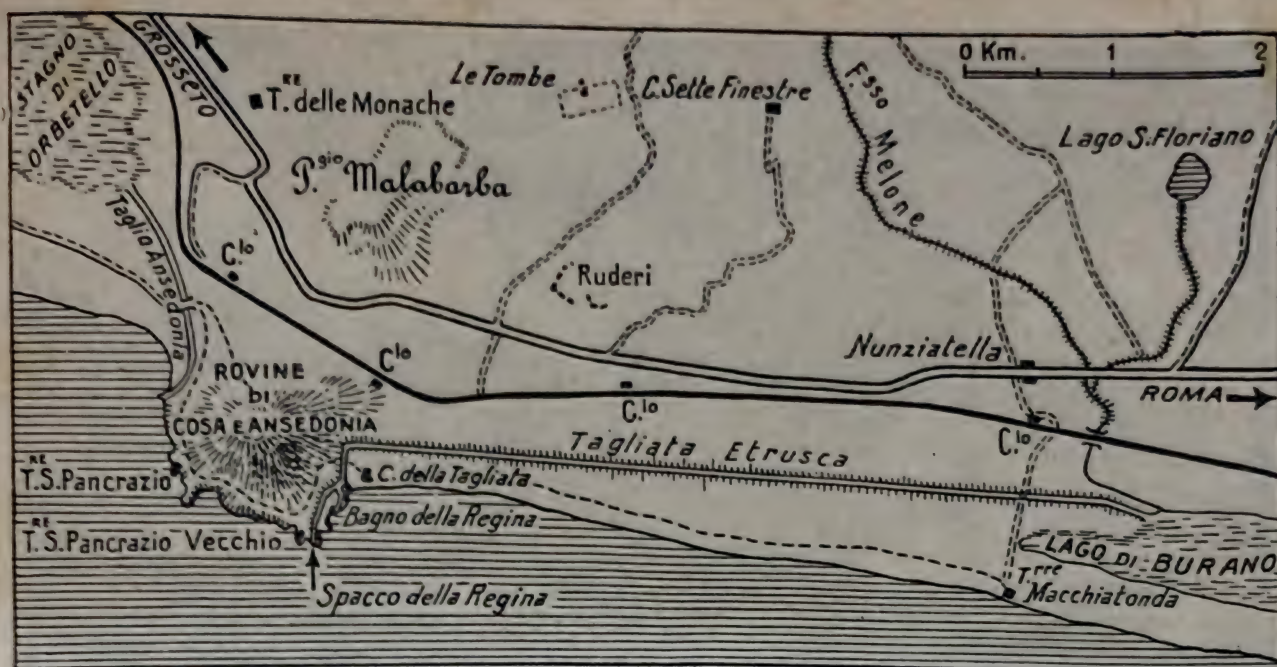 0 Km. 1 2
STAGNO
DI
ORBETELLO
GROSSETO
T.RE delle Monache
Le Tombe
C. Sette Finestre
F.sso Melone
Lago S. Floriano
P.gio Malabarba
Taglio Ansedonia
C.lo
Ruderi
Nunziatella
C.lo
ROVINE
DI
COSA E ANSEDONIA
C.lo
ROMA
C.lo
Tagliata Etrusca
T.RE S. Pancrazio
C. della Tagliata
Bagno della Regina
T.RE S. Pancrazio Vecchio
LAGO DI BURANO
Spacco della Regina
T.rre
Macchiatonda